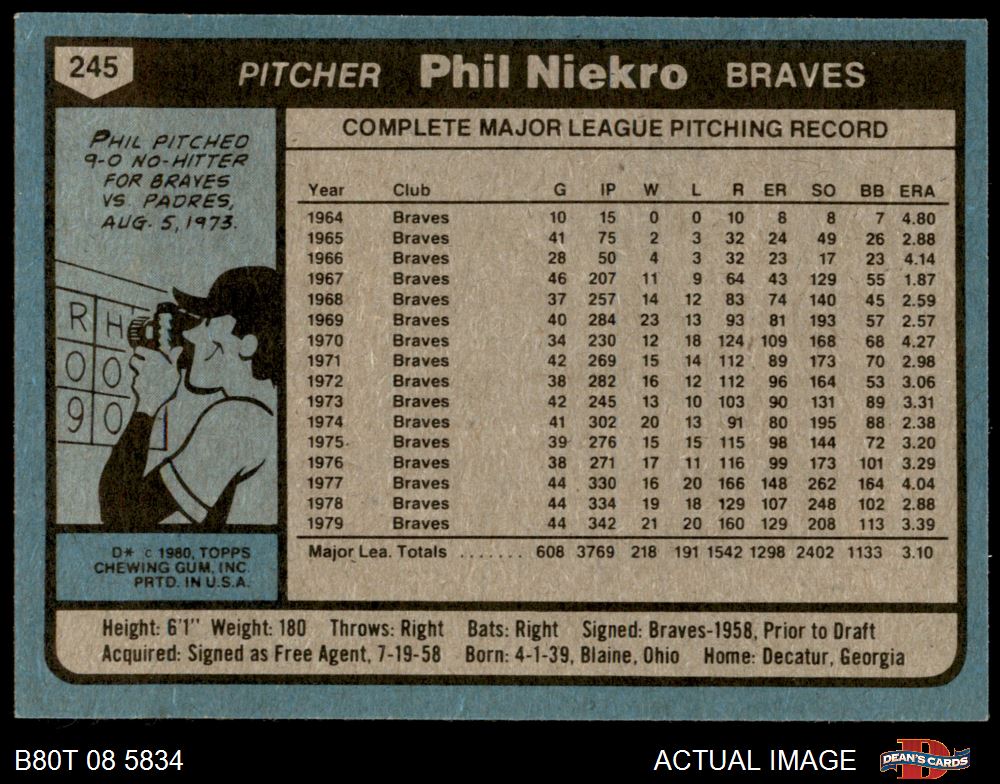 245 PITCHER Phil Niekro BRAVES
PHIL PITCHED
9-0 NO-HITTER
FOR BRAVES
VS. PADRES,
AUG. 5, 1973.
R H
0 0
9 0
D* © 1980, TOPPS
CHEWING GUM, INC.
PRTD. IN U.S.A.
COMPLETE MAJOR LEAGUE PITCHING RECORD
Year Club G IP W L R ER SO BB ERA
1964 Braves 10 15 0 0 10 8 8 7 4.80
1965 Braves 41 75 2 3 32 24 49 26 2.88
1966 Braves 28 50 4 3 32 23 17 23 4.14
1967 Braves 46 207 11 9 64 43 129 55 1.87
1968 Braves 37 257 14 12 83 74 140 45 2.59
1969 Braves 40 284 23 13 93 81 193 57 2.57
1970 Braves 34 230 12 18 124 109 168 68 4.27
1971 Braves 42 269 15 14 112 89 173 70 2.98
1972 Braves 38 282 16 12 112 96 164 53 3.06
1973 Braves 42 245 13 10 103 90 131 89 3.31
1974 Braves 41 302 20 13 91 80 195 88 2.38
1975 Braves 39 276 15 15 115 98 144 72 3.20
1976 Braves 38 271 17 11 116 99 173 101 3.29
1977 Braves 44 330 16 20 166 148 262 164 4.04
1978 Braves 44 334 19 18 129 107 248 102 2.88
1979 Braves 44 342 21 20 160 129 208 113 3.39
Major Lea. Totals ....... 608 3769 218 191 1542 1298 2402 1133 3.10
Height: 6'1" Weight: 180 Throws: Right Bats: Right Signed: Braves-1958, Prior to Draft
Acquired: Signed as Free Agent, 7-19-58 Born: 4-1-39, Blaine, Ohio Home: Decatur, Georgia
B80T 08 5834 ACTUAL IMAGE D DEAN'S CARDS